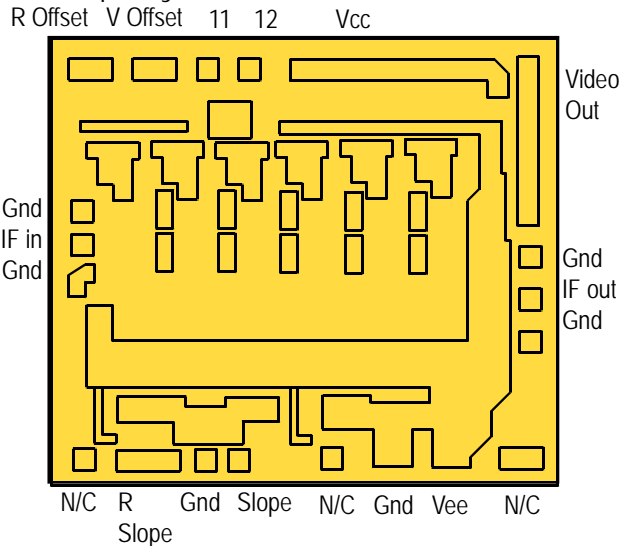 R Offset V Offset 11 12 Vcc
Video
Out
Gnd
IF in
Gnd
Gnd
IF out
Gnd
N/C R Gnd Slope N/C Gnd Vee N/C
Slope